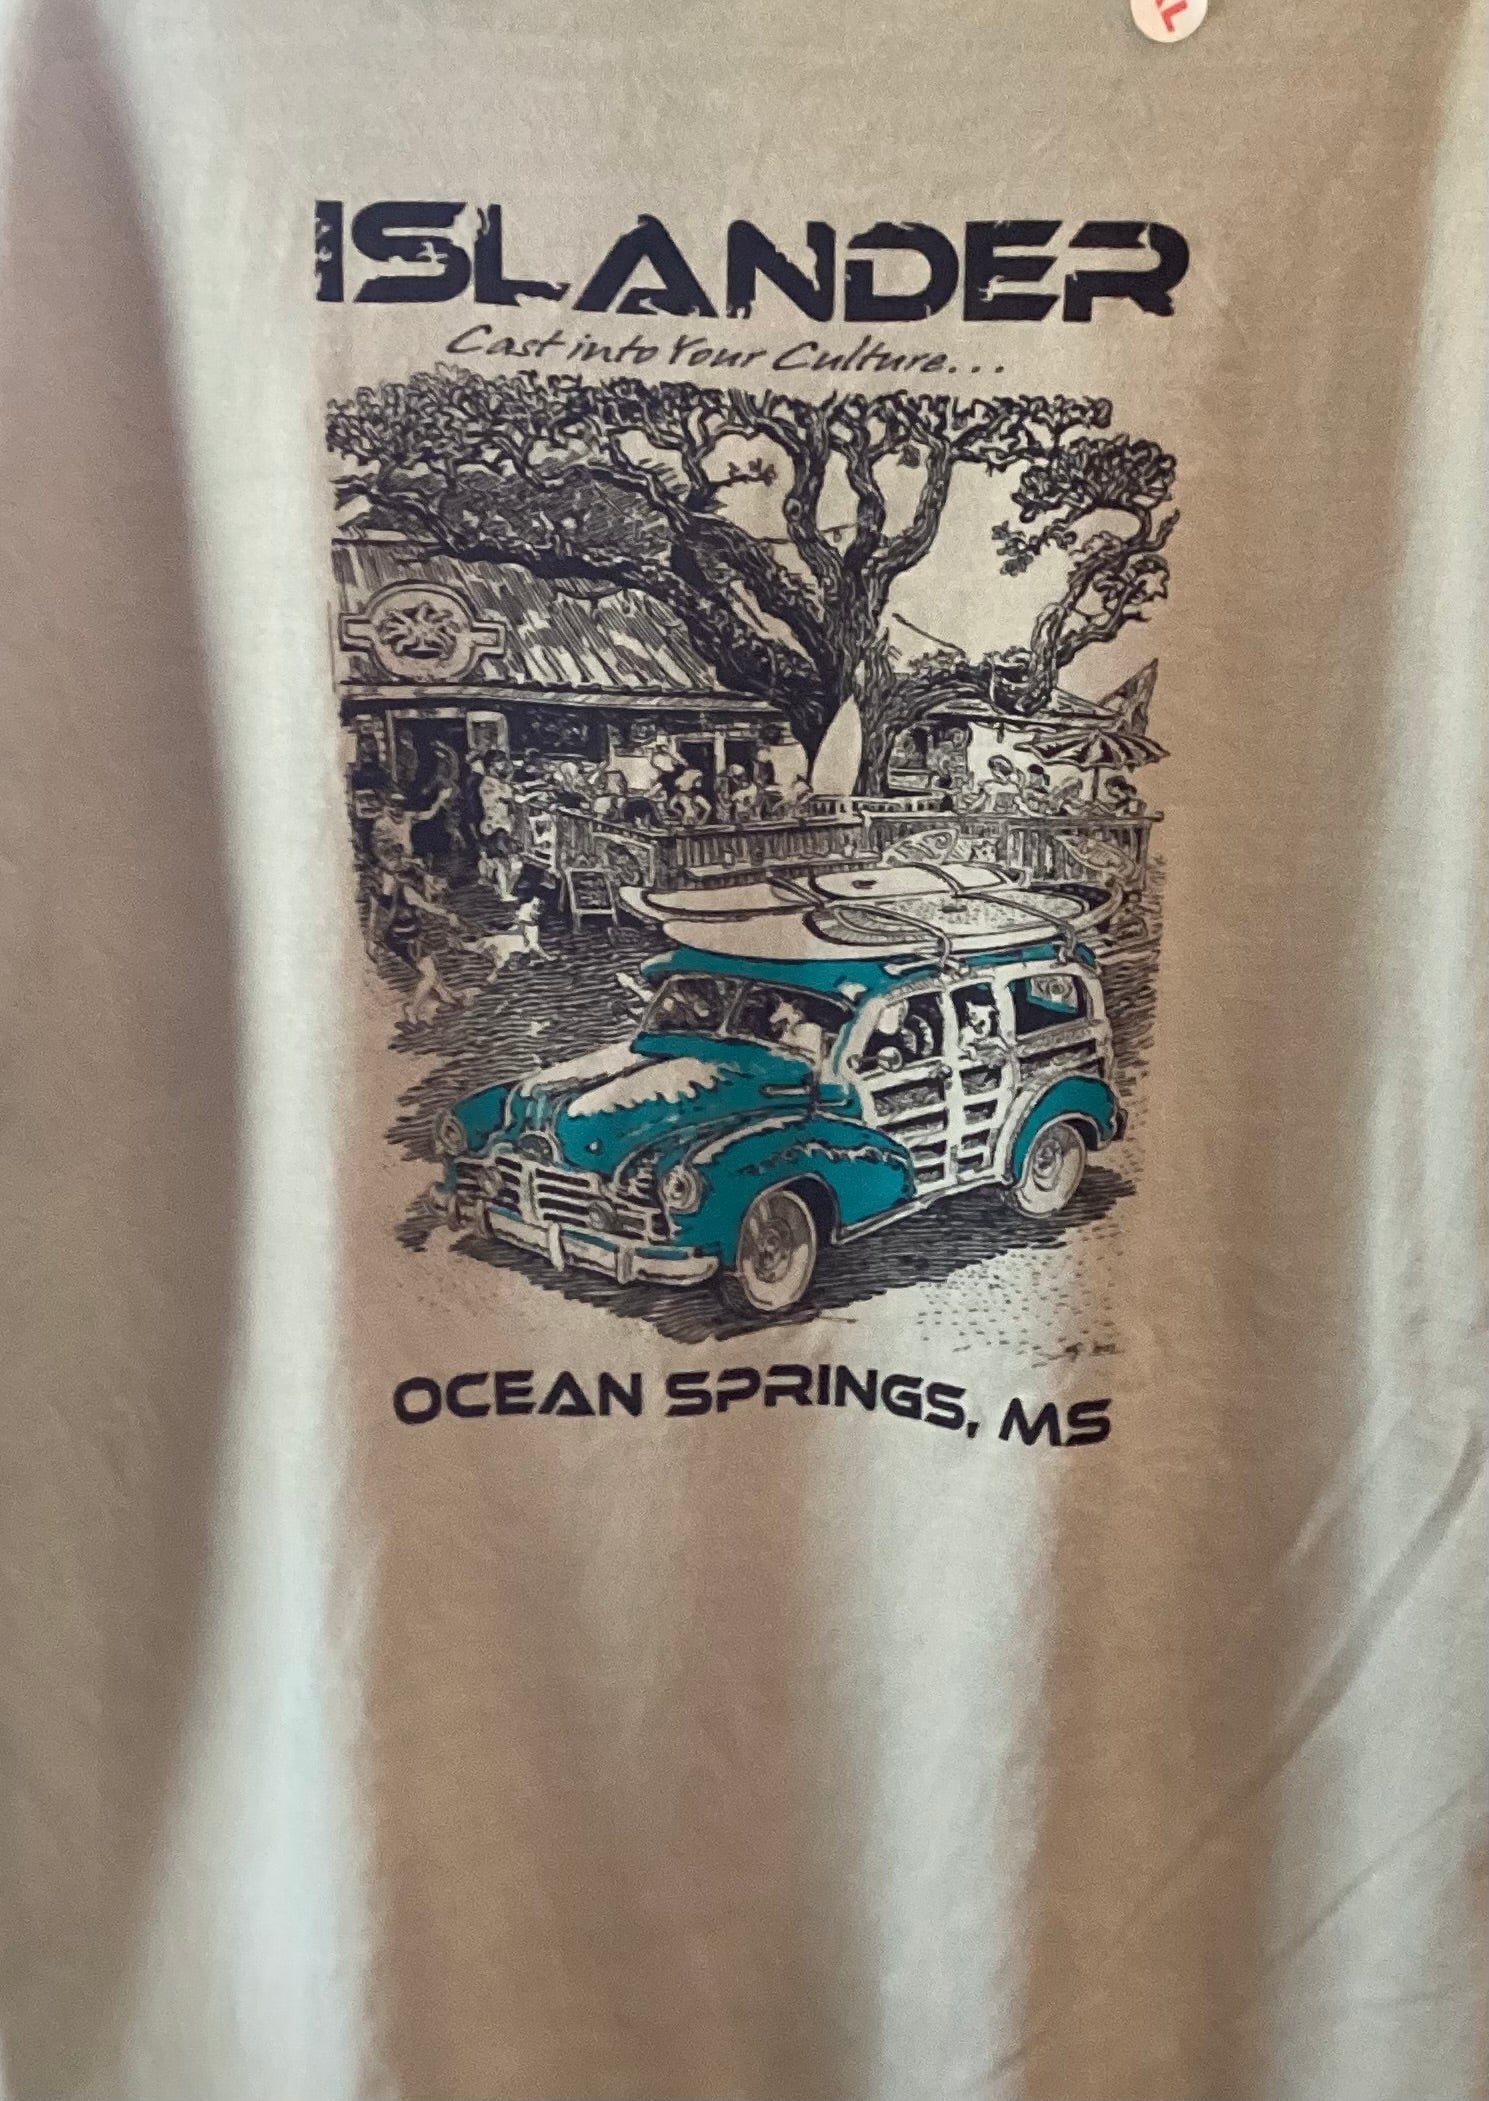 ISLANDER
Cast into Your Culture...
OCEAN SPRINGS, MS